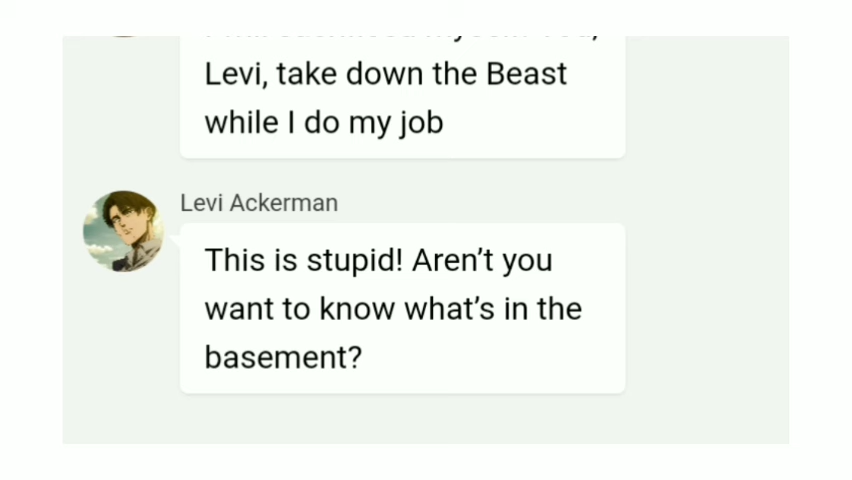 Levi, take down the Beast
while I do my job
Levi Ackerman
This is stupid! Aren't you
want to know what's in the
basement?